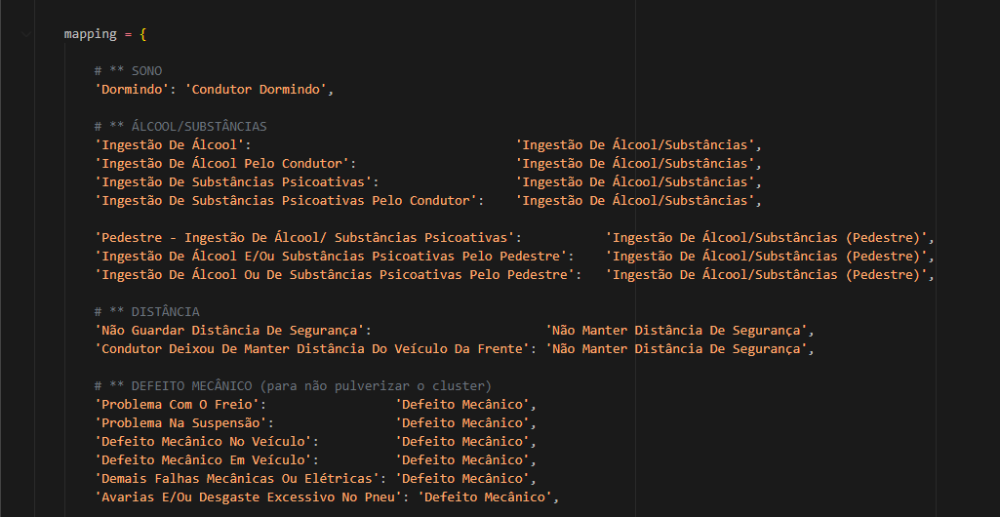 mapping = {
# ** SONO
'Dormindo': 'Condutor Dormindo',
# ** ÁLCOOL/SUBSTÂNCIAS
'Ingestão De Álcool': 'Ingestão De Álcool/Substâncias',
'Ingestão De Álcool Pelo Condutor': 'Ingestão De Álcool/Substâncias',
'Ingestão De Substâncias Psicoativas': 'Ingestão De Álcool/Substâncias',
'Ingestão De Substâncias Psicoativas Pelo Condutor': 'Ingestão De Álcool/Substâncias',
'Pedestre - Ingestão De Álcool/ Substâncias Psicoativas': 'Ingestão De Álcool/Substâncias (Pedestre)',
'Ingestão De Álcool E/Ou Substâncias Psicoativas Pelo Pedestre': 'Ingestão De Álcool/Substâncias (Pedestre)',
'Ingestão De Álcool Ou De Substâncias Psicoativas Pelo Pedestre': 'Ingestão De Álcool/Substâncias (Pedestre)',
# ** DISTÂNCIA
'Não Guardar Distância De Segurança': 'Não Manter Distância De Segurança',
'Condutor Deixou De Manter Distância Do Veículo Da Frente': 'Não Manter Distância De Segurança',
# ** DEFEITO MECÂNICO (para não pulverizar o cluster)
'Problema Com O Freio': 'Defeito Mecânico',
'Problema Na Suspensão': 'Defeito Mecânico',
'Defeito Mecânico No Veículo': 'Defeito Mecânico',
'Defeito Mecânico Em Veículo': 'Defeito Mecânico',
'Demais Falhas Mecânicas Ou Elétricas': 'Defeito Mecânico',
'Avarias E/Ou Desgaste Excessivo No Pneu': 'Defeito Mecânico',